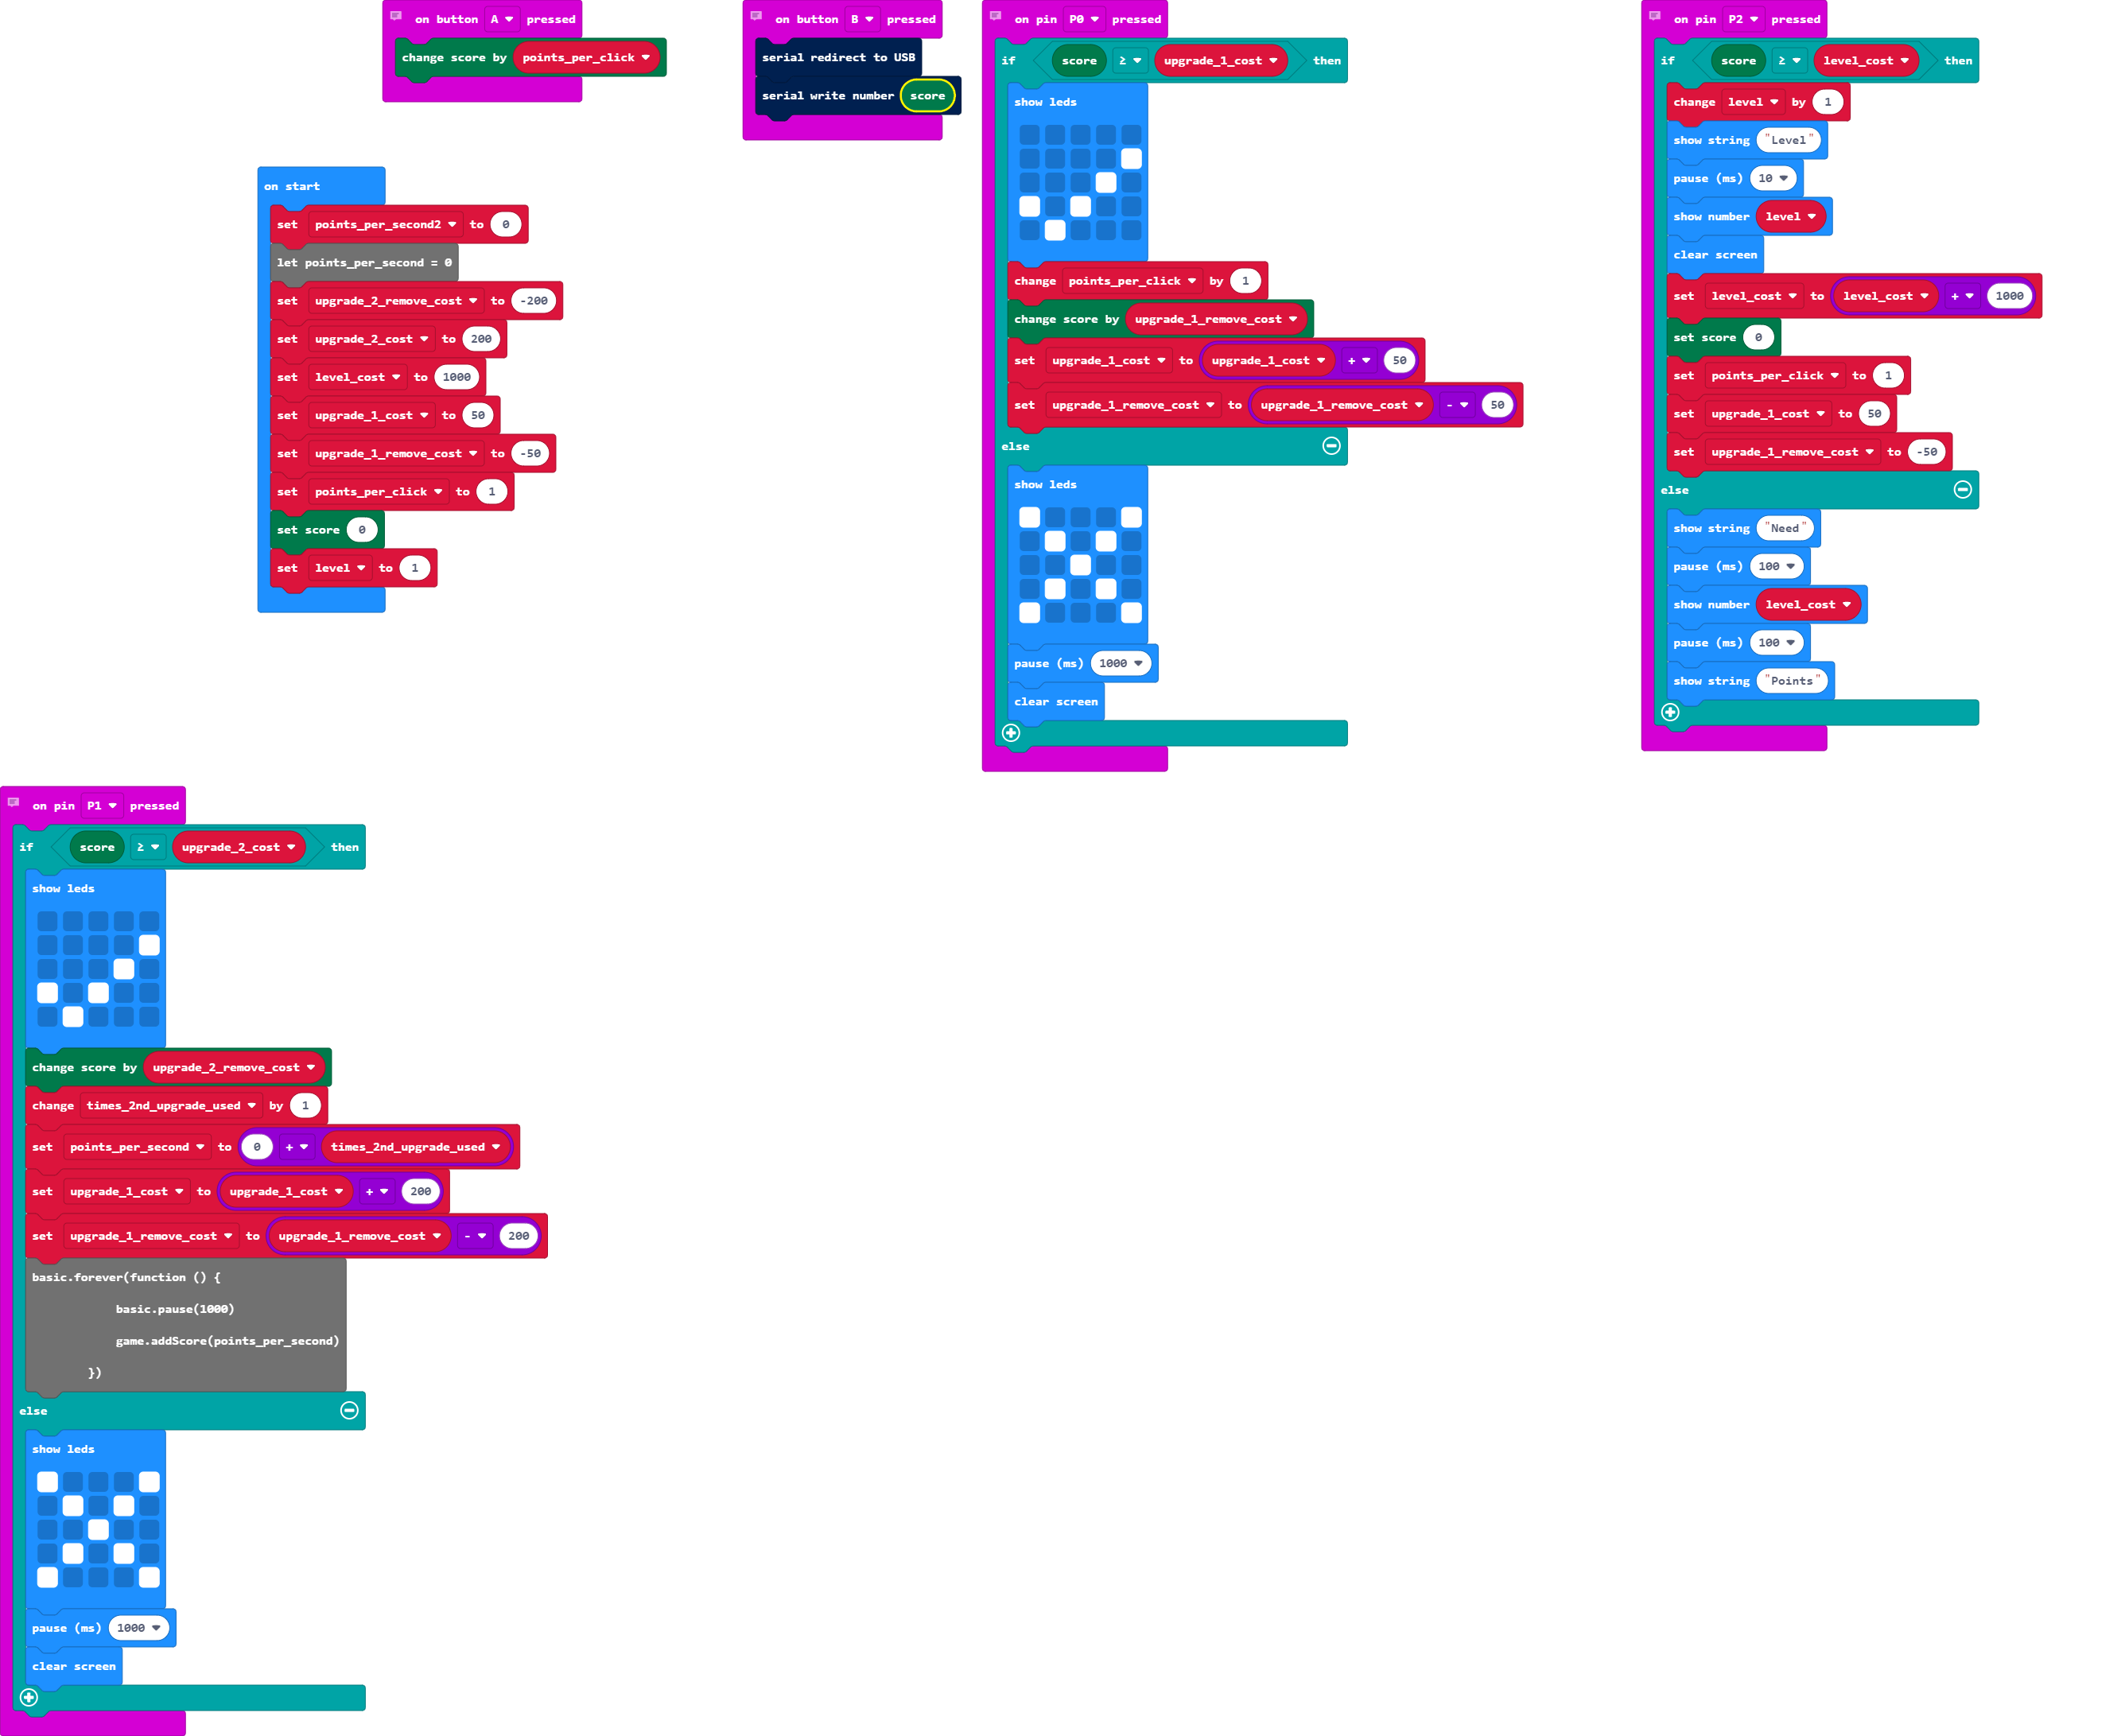 on button A pressed
change score by points_per_click
on button B pressed
serial redirect to USB
serial write number score
on start
set points_per_second2 to 0
let points_per_second = 0
set upgrade_2_remove_cost to -200
set upgrade_2_cost to 200
set level_cost to 1000
set upgrade_1_cost to 50
set upgrade_1_remove_cost to -50
set points_per_click to 1
set score 0
set level to 1
on pin P0 pressed
if score ≥ upgrade_1_cost then
show leds
change points_per_click by 1
change score by upgrade_1_remove_cost
set upgrade_1_cost to upgrade_1_cost + 50
set upgrade_1_remove_cost to upgrade_1_remove_cost - 50
else
show leds
pause (ms) 1000
clear screen
on pin P2 pressed
if score ≥ level_cost then
change level by 1
show string "Level"
pause (ms) 10
show number level
clear screen
set level_cost to level_cost + 1000
set score 0
set points_per_click to 1
set upgrade_1_cost to 50
set upgrade_1_remove_cost to -50
else
show string "Need"
pause (ms) 100
show number level_cost
pause (ms) 100
show string "Points"
on pin P1 pressed
if score ≥ upgrade_2_cost then
show leds
change score by upgrade_2_remove_cost
change times_2nd_upgrade_used by 1
set points_per_second to 0 + times_2nd_upgrade_used
set upgrade_1_cost to upgrade_1_cost + 200
set upgrade_1_remove_cost to upgrade_1_remove_cost - 200
basic.forever(function () {
basic.pause(1000)
game.addScore(points_per_second)
})
else
show leds
pause (ms) 1000
clear screen